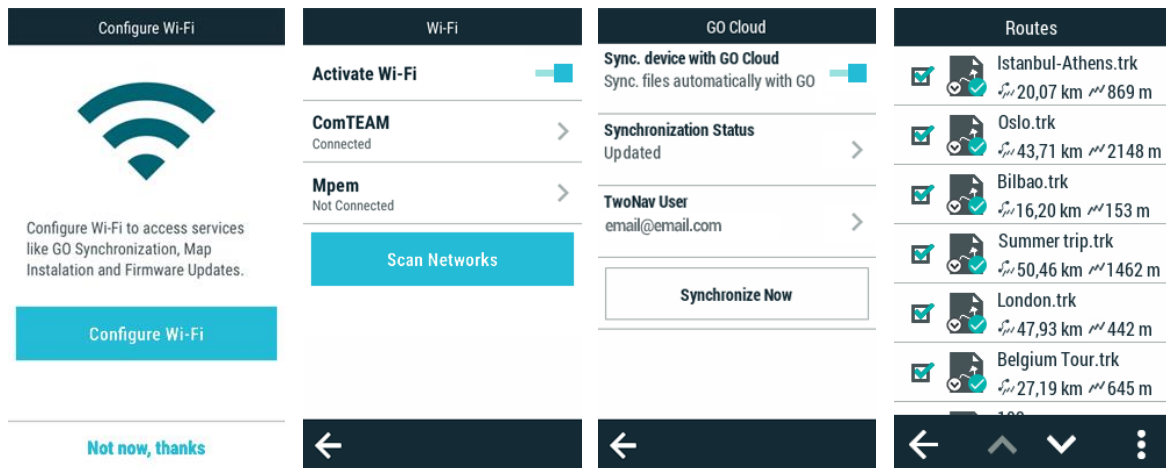 Configure Wi-Fi
Configure Wi-Fi to access services
like GO Synchronization, Map
Instalation and Firmware Updates.
Configure Wi-Fi
Not now, thanks
Wi-Fi
Activate Wi-Fi
ComTEAM
Connected
Mpem
Not Connected
Scan Networks
GO Cloud
Sync. device with GO Cloud
Sync. files automatically with GO
Synchronization Status
Updated
TwoNav User
email@email.com
Synchronize Now
Routes
Istanbul-Athens.trk
20,07 km 869 m
Oslo.trk
43,71 km 2148 m
Bilbao.trk
16,20 km 153 m
Summer trip.trk
50,46 km 1462 m
London.trk
47,93 km 442 m
Belgium Tour.trk
27,19 km 645 m